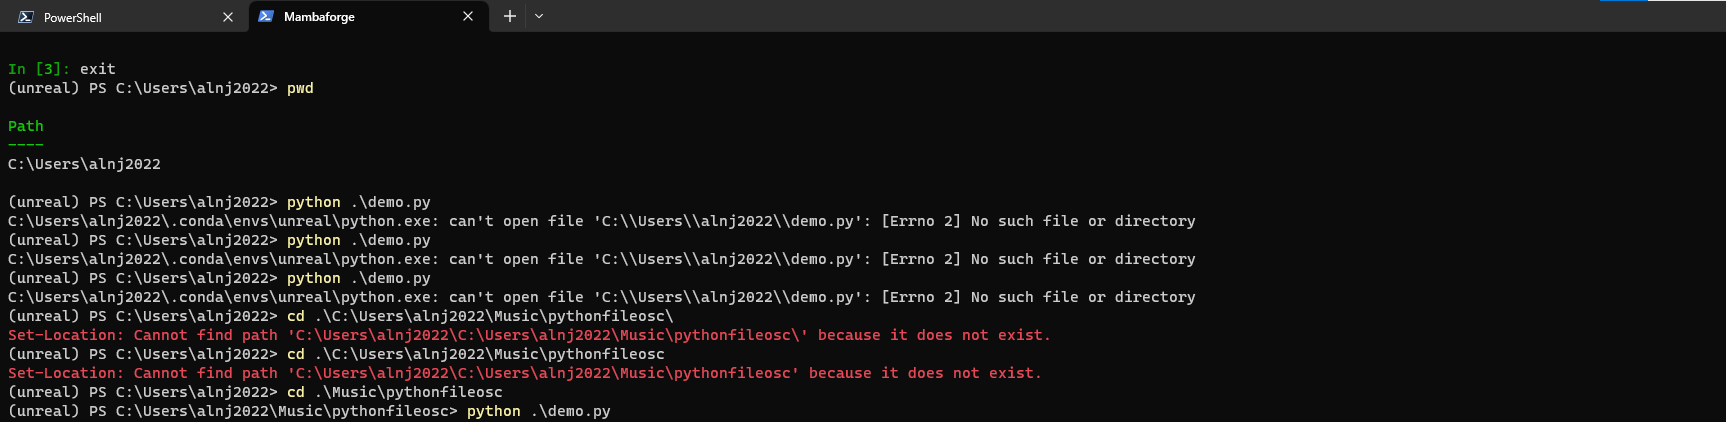 PowerShell
Mambaforge
In [3]: exit
(unreal) PS C:\Users\alnj2022> pwd
Path
----
C:\Users\alnj2022
(unreal) PS C:\Users\alnj2022> python .\demo.py
C:\Users\alnj2022\.conda\envs\unreal\python.exe: can't open file 'C:\\Users\\alnj2022\\demo.py': [Errno 2] No such file or directory
(unreal) PS C:\Users\alnj2022> python .\demo.py
C:\Users\alnj2022\.conda\envs\unreal\python.exe: can't open file 'C:\\Users\\alnj2022\\demo.py': [Errno 2] No such file or directory
(unreal) PS C:\Users\alnj2022> python .\demo.py
C:\Users\alnj2022\.conda\envs\unreal\python.exe: can't open file 'C:\\Users\\alnj2022\\demo.py': [Errno 2] No such file or directory
(unreal) PS C:\Users\alnj2022> cd .\C:\Users\alnj2022\Music\pythonfileosc\
Set-Location: Cannot find path 'C:\Users\alnj2022\C:\Users\alnj2022\Music\pythonfileosc\' because it does not exist.
(unreal) PS C:\Users\alnj2022> cd .\C:\Users\alnj2022\Music\pythonfileosc
Set-Location: Cannot find path 'C:\Users\alnj2022\C:\Users\alnj2022\Music\pythonfileosc' because it does not exist.
(unreal) PS C:\Users\alnj2022> cd .\Music\pythonfileosc
(unreal) PS C:\Users\alnj2022\Music\pythonfileosc> python .\demo.py